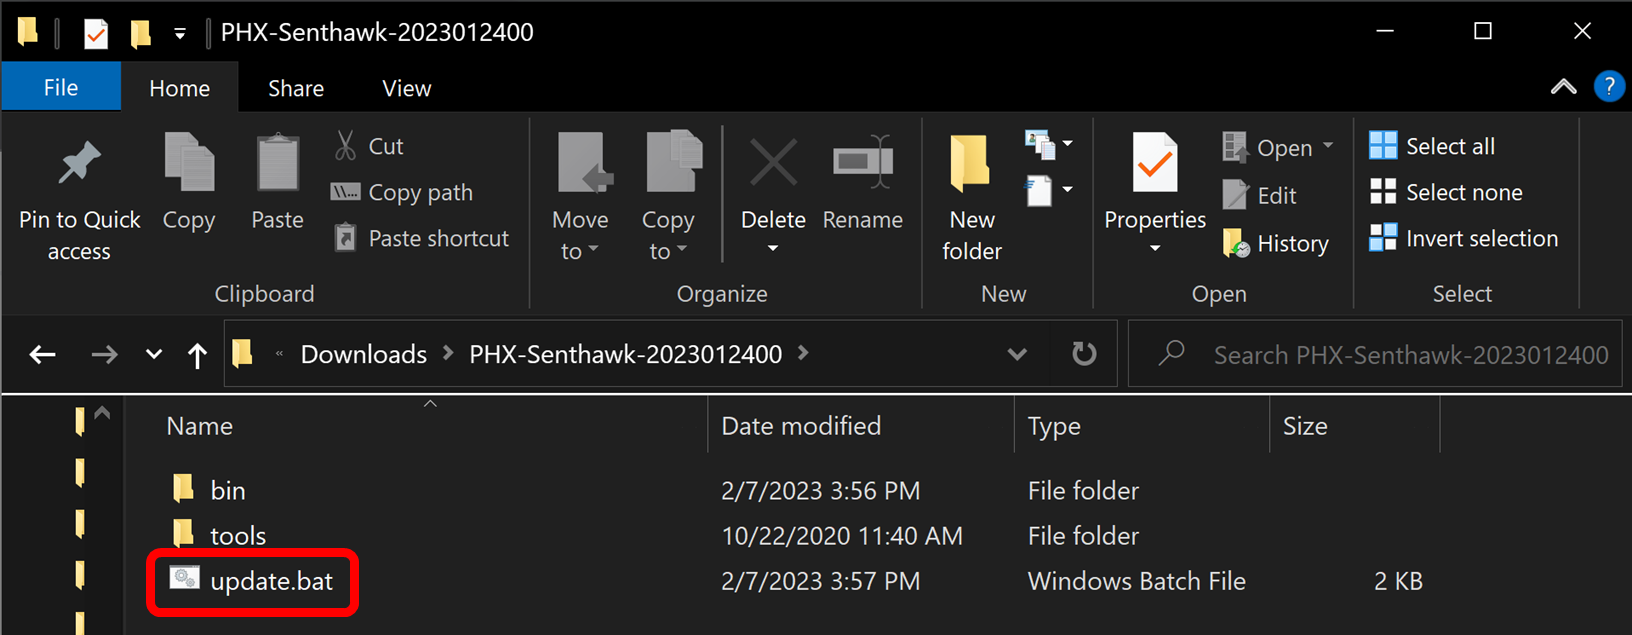 PHX-Senthawk-2023012400
File Home Share View
Pin to Quick access
Copy
Paste
Cut
Copy path
Paste shortcut
Clipboard
Move to
Copy to
Delete
Rename
Organize
New folder
New
Properties
Open
Edit
History
Open
Select all
Select none
Invert selection
Select
« Downloads > PHX-Senthawk-2023012400 >
Search PHX-Senthawk-2023012400
Name Date modified Type Size
bin 2/7/2023 3:56 PM File folder
tools 10/22/2020 11:40 AM File folder
update.bat 2/7/2023 3:57 PM Windows Batch File 2 KB